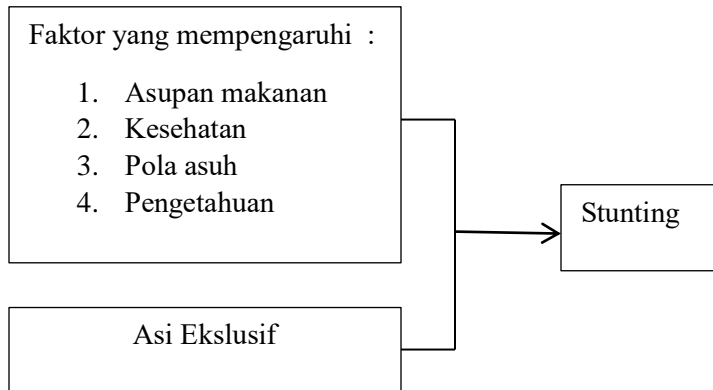 Faktor yang mempengaruhi  :
1. Asupan makanan
2. Kesehatan
3. Pola asuh
4. Pengetahuan
Stunting
Asi Ekslusif